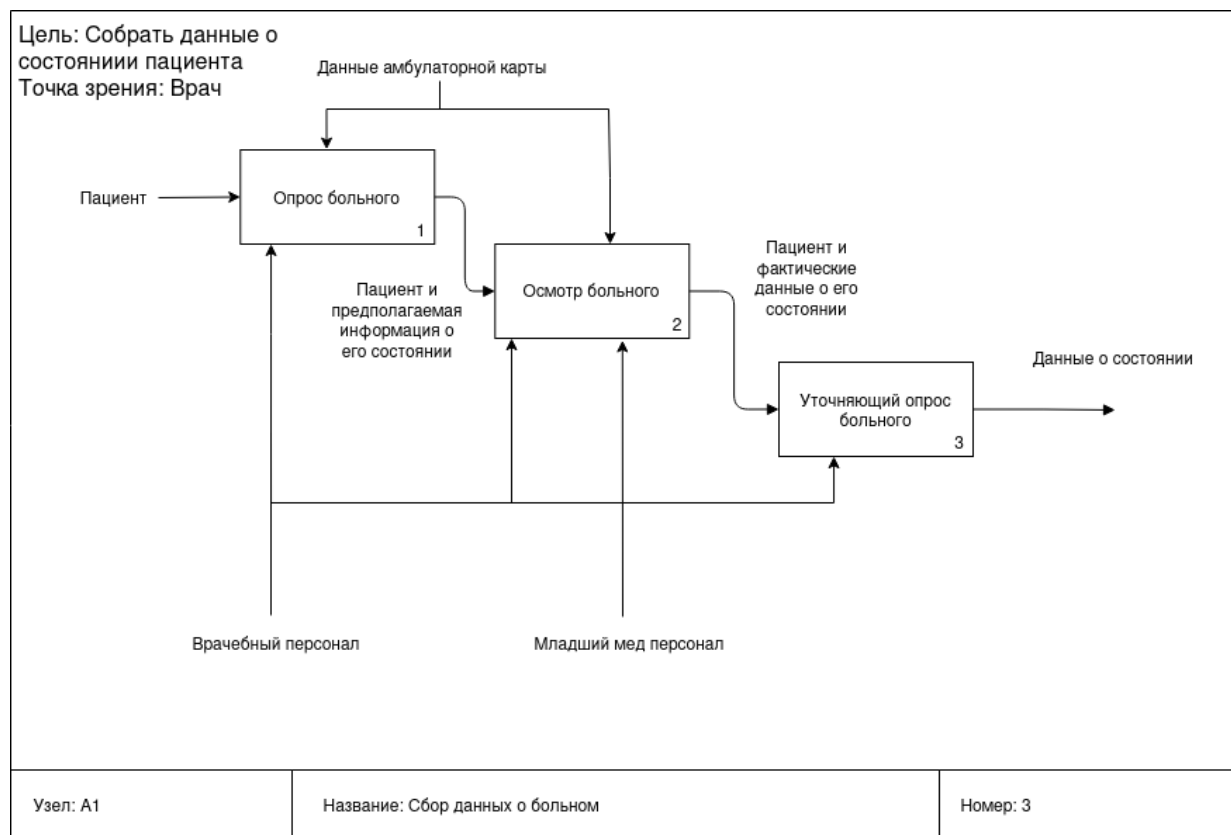 Цель: Собрать данные о
состояниии пациента
Точка зрения: Врач
Данные амбулаторной карты
Пациент
Опрос больного
1
Пациент и
предполагаемая
информация о
его состоянии
Осмотр больного
2
Пациент и
фактические
данные о его
состоянии
Уточняющий опрос
больного
3
Данные о состоянии
Врачебный персонал
Младший мед персонал
Узел: А1
Название: Сбор данных о больном
Номер: 3